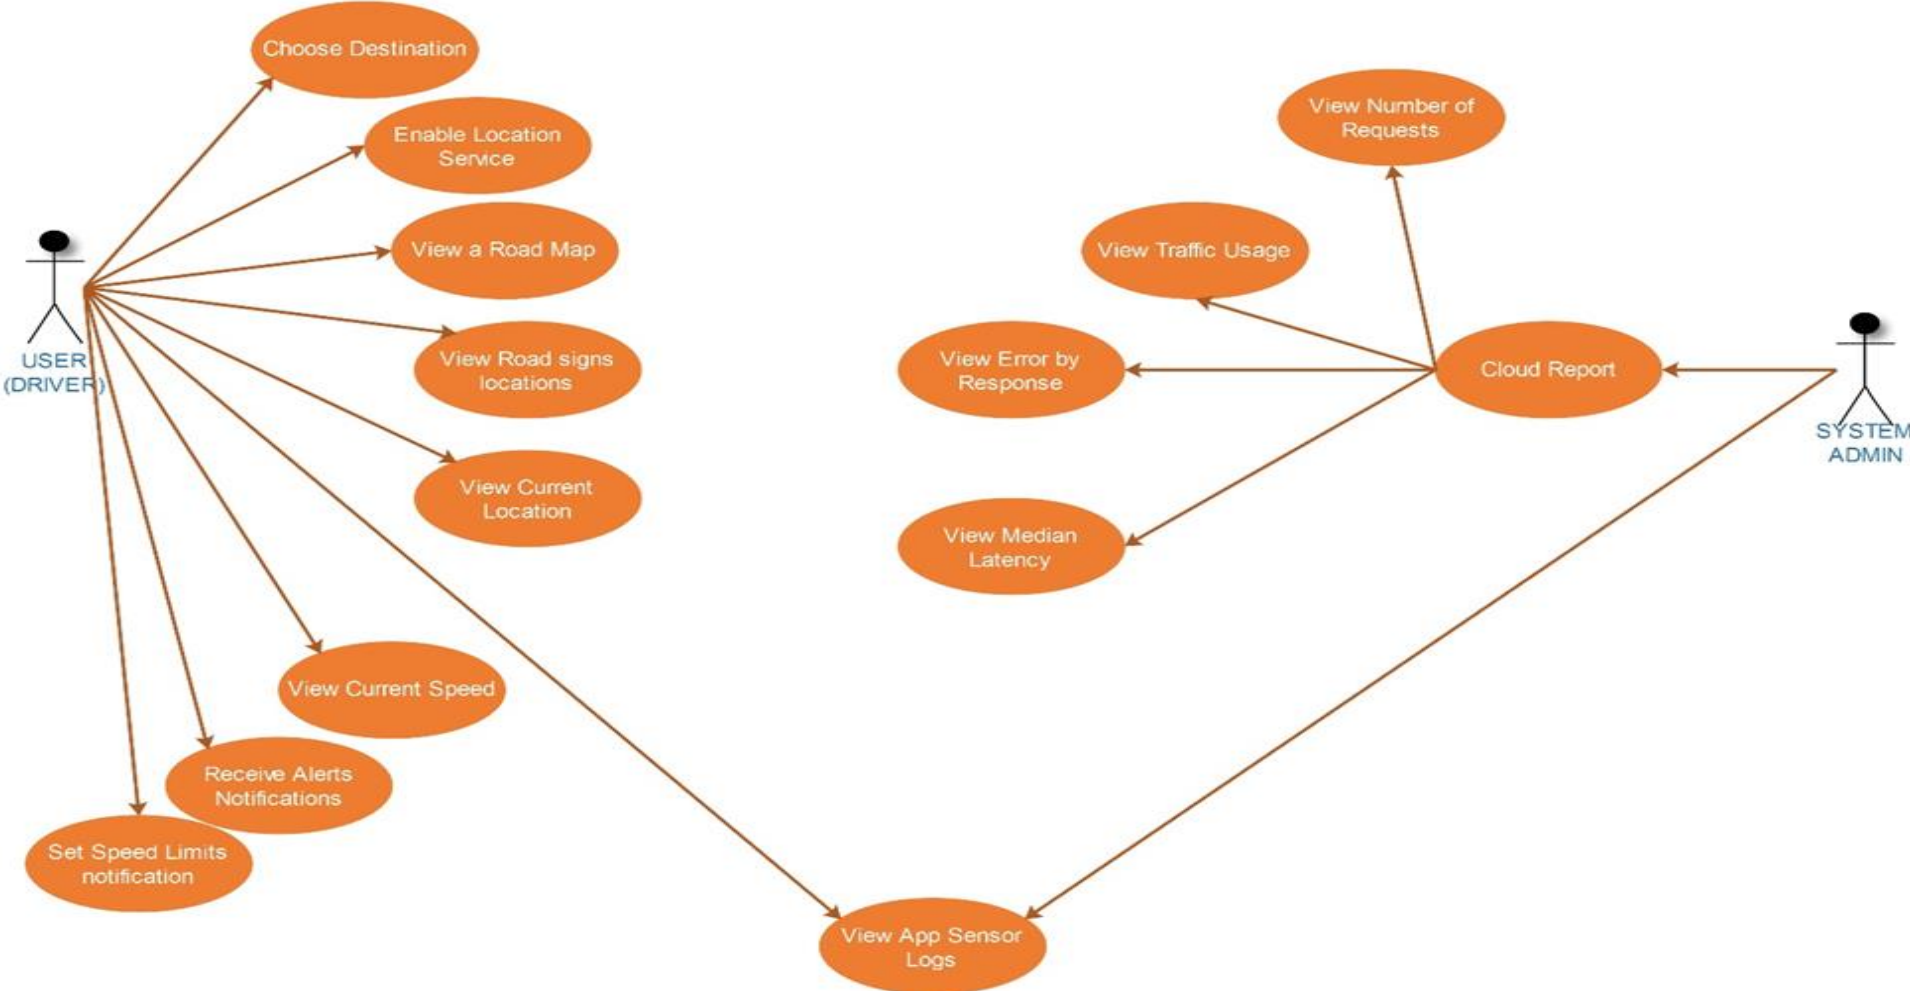 Choose Destination
Enable Location
Service
View a Road Map
View Road signs
locations
View Current
Location
View Current Speed
Receive Alerts
Notifications
Set Speed Limits
notification
USER
(DRIVER)
View App Sensor
Logs
View Number of
Requests
View Traffic Usage
View Error by
Response
View Median
Latency
Cloud Report
SYSTEM
ADMIN